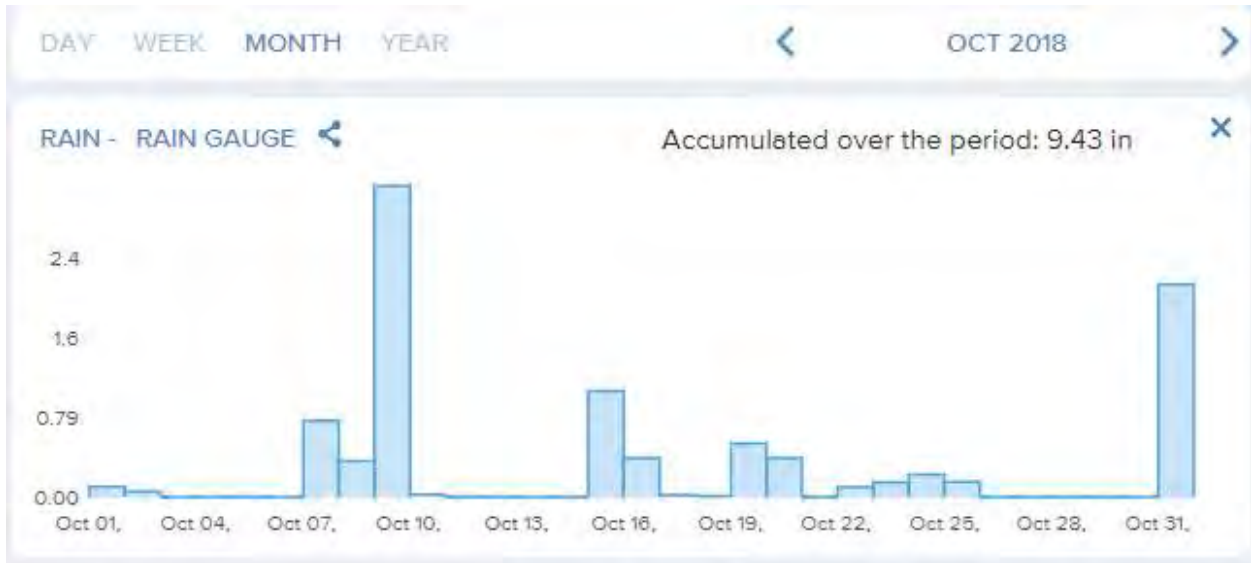 DAY WEEK MONTH YEAR OCT 2018
RAIN - RAIN GAUGE Accumulated over the period: 9.43 in
2.4
1.6
0.79
0.00
Oct 01, Oct 04, Oct 07, Oct 10, Oct 13, Oct 16, Oct 19, Oct 22, Oct 25, Oct 28, Oct 31,